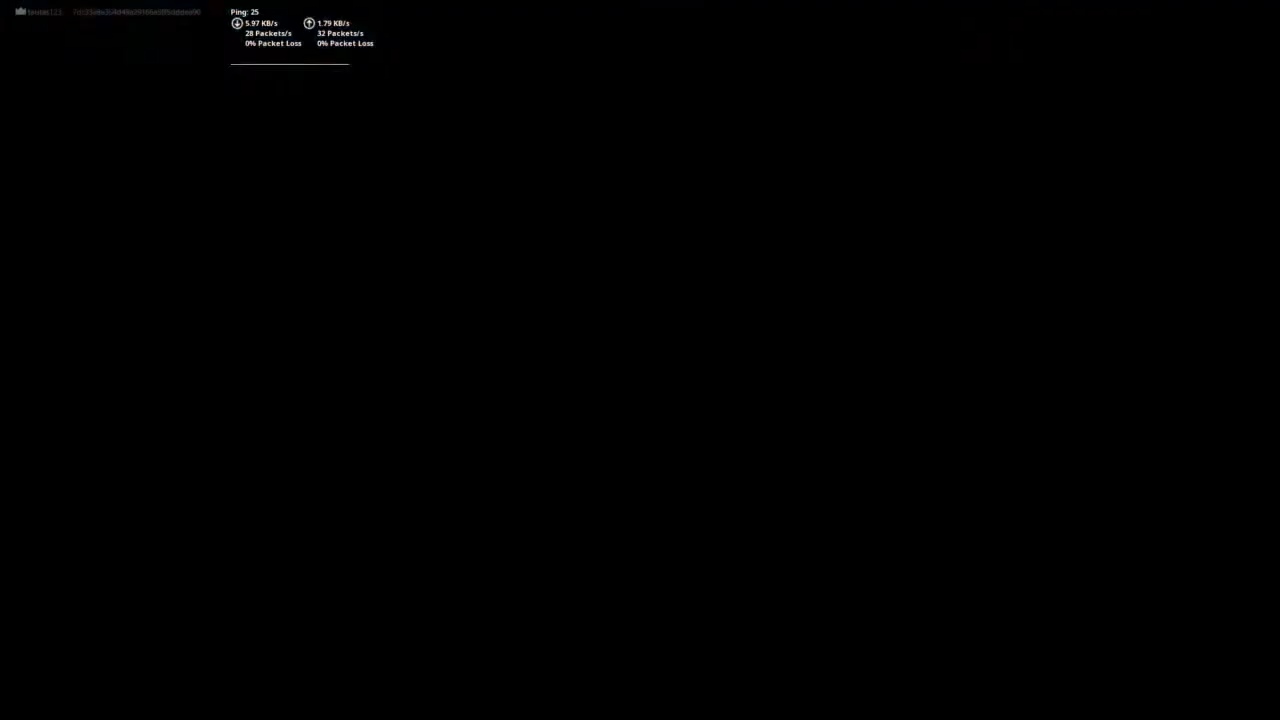 Ping: 25
5.97 KB/s 1.79 KB/s
28 Packets/s 32 Packets/s
0% Packet Loss 0% Packet Loss